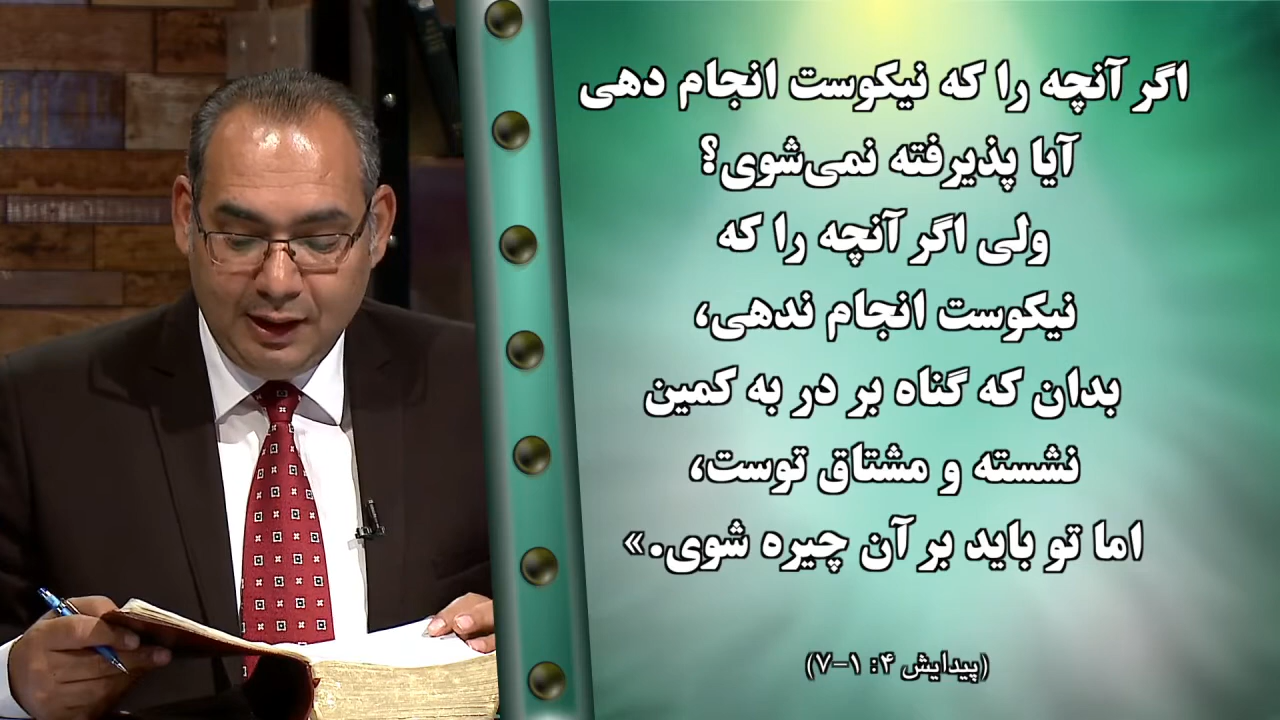 اگر آنچه را که نیکوست انجام دهی
آیا پذیرفته نمی‌شوی؟
ولی اگر آنچه را که
نیکوست انجام ندهی،
بدان که گناه بر در به کمین
نشسته و مشتاق توست،
اما تو باید بر آن چیره شوی.»
(پیدایش ۴: ۱-۷)